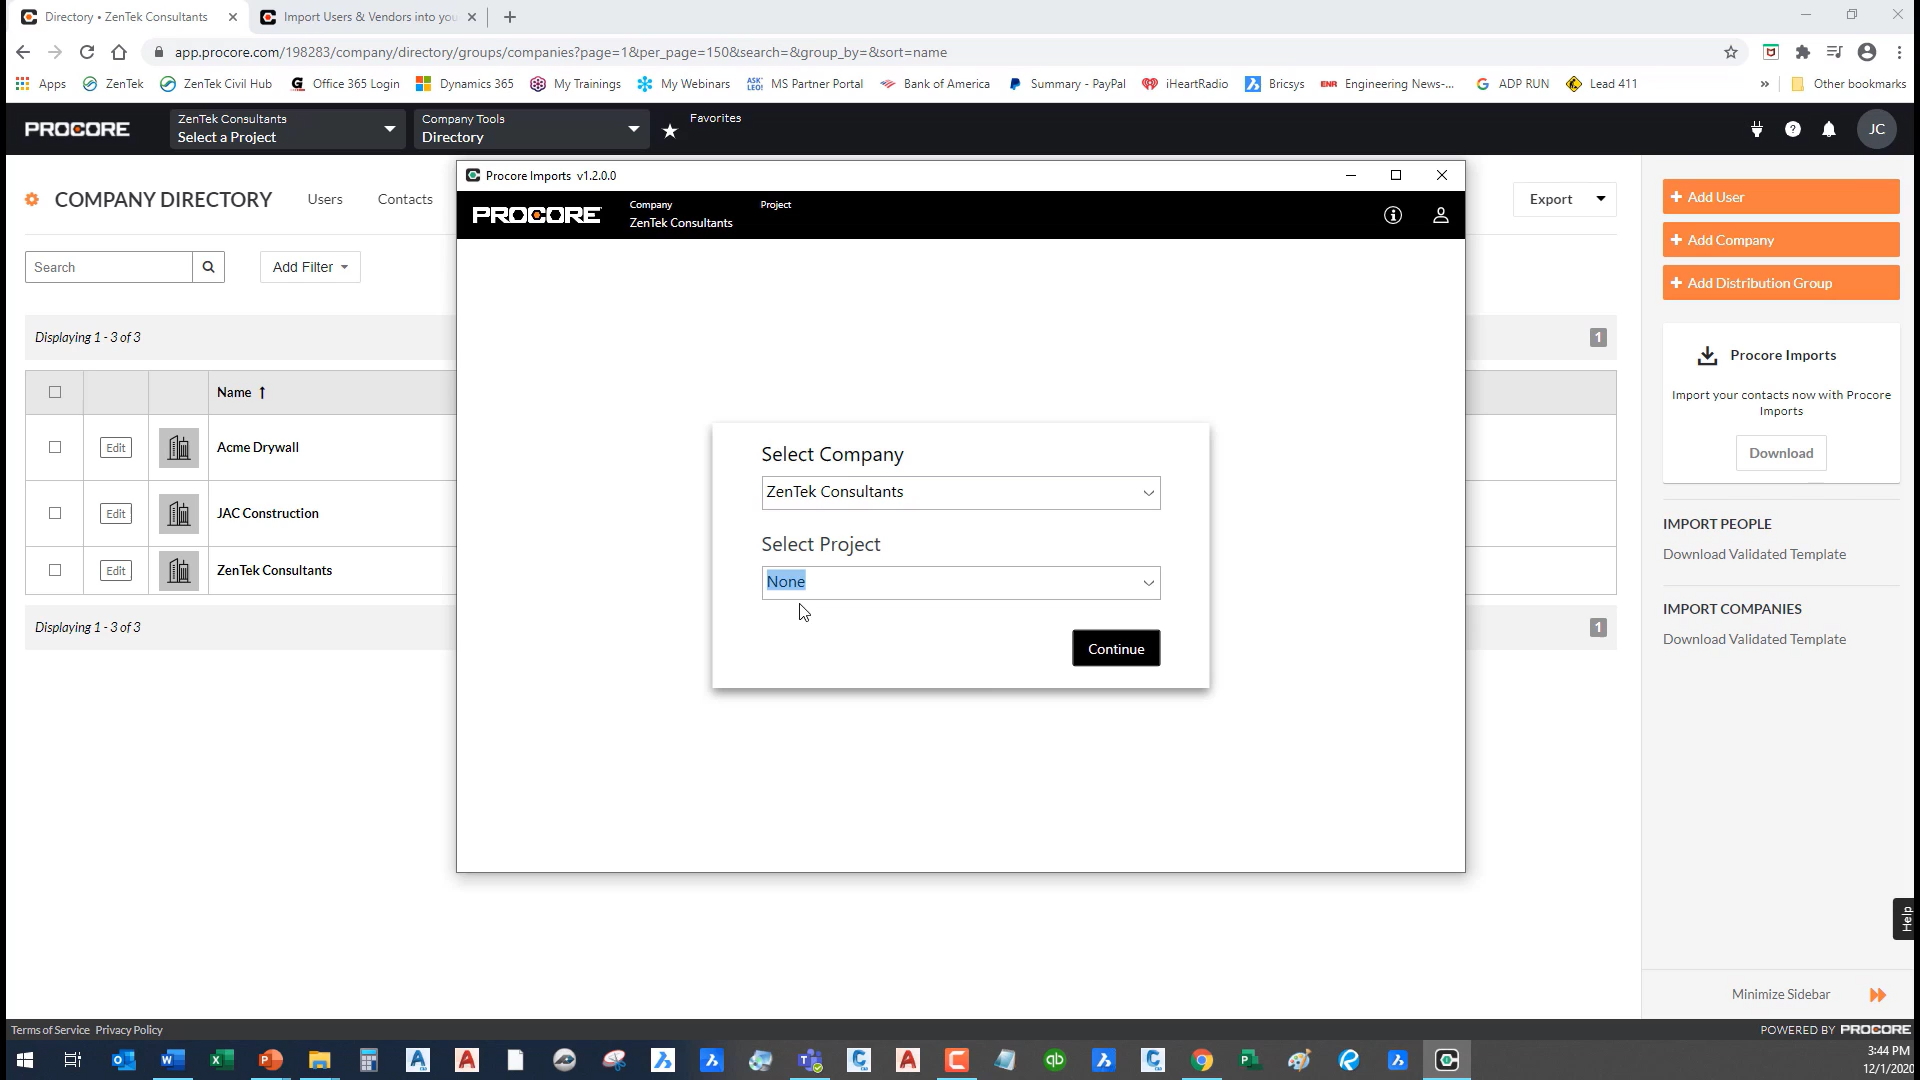 Directory • ZenTek Consultants
Import Users & Vendors into you
app.procore.com/198283/company/directory/groups/companies?page=1&per_page=150&search=&group_by=&sort=name
Apps
ZenTek
ZenTek Civil Hub
Office 365 Login
Dynamics 365
My Trainings
My Webinars
ASK LEO!
MS Partner Portal
Bank of America
Summary - PayPal
iHeartRadio
Bricsys
ENR
Engineering News-...
ADP RUN
Lead 411
»
Other bookmarks
PROCORE
ZenTek Consultants
Select a Project
Company Tools
Directory
Favorites
JC
COMPANY DIRECTORY
Users
Contacts
Export
Search
Add Filter
Displaying 1 - 3 of 3
1
Name ↑
Edit
Acme Drywall
Edit
JAC Construction
Edit
ZenTek Consultants
Displaying 1 - 3 of 3
1
Procore Imports v1.2.0.0
PROCORE
Company
ZenTek Consultants
Project
Select Company
ZenTek Consultants
Select Project
None
Continue
+ Add User
+ Add Company
+ Add Distribution Group
Procore Imports
Import your contacts now with Procore
Imports
Download
IMPORT PEOPLE
Download Validated Template
IMPORT COMPANIES
Download Validated Template
Help
Minimize Sidebar
Terms of Service Privacy Policy
POWERED BY PROCORE
3:44 PM
12/1/2020